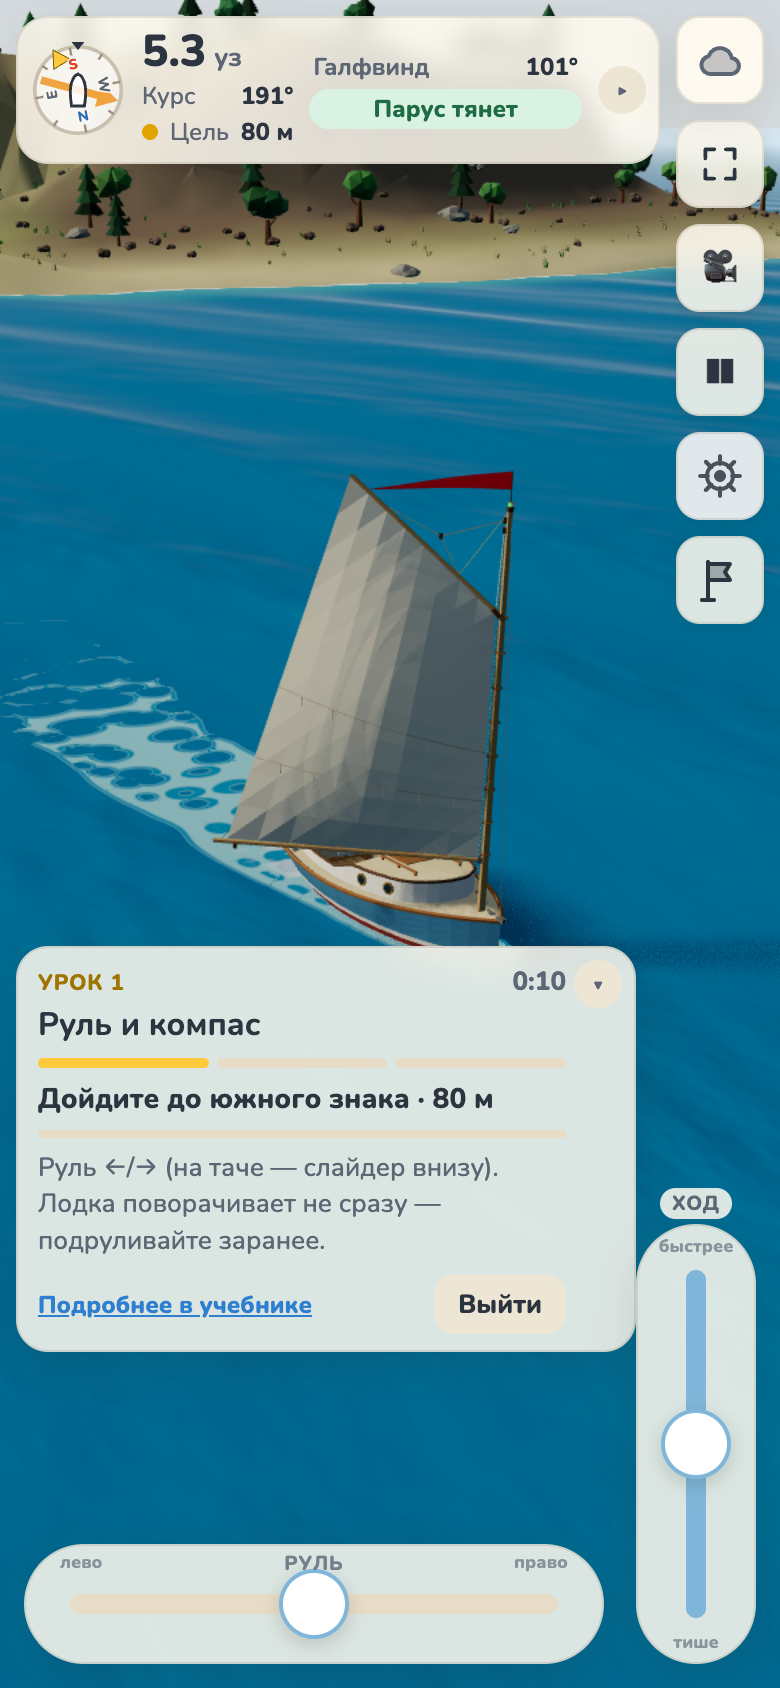 5.3 уз
Курс 191°
Цель 80 м
Галфвинд 101°
Парус тянет
S
W
E
N
УРОК 1
0:10
Руль и компас
Дойдите до южного знака · 80 м
Руль ←/→ (на таче — слайдер внизу).
Лодка поворачивает не сразу —
подруливайте заранее.
Подробнее в учебнике
Выйти
ХОД
быстрее
тише
лево
РУЛЬ
право